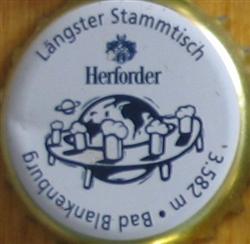 Längster Stammtisch
Herforder
3.582 m • Bad Blankenburg